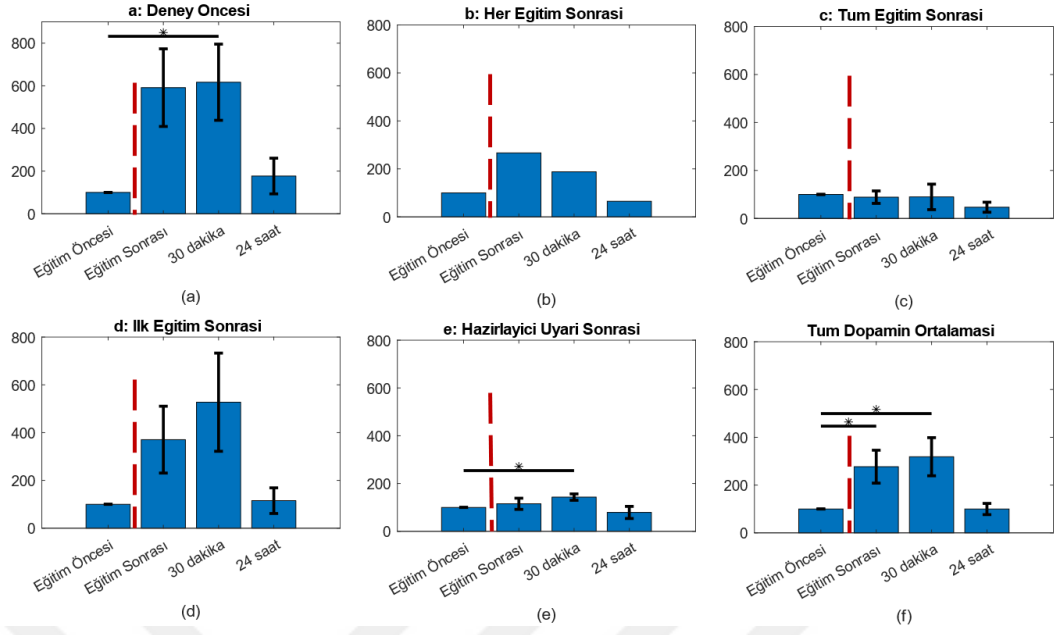 a: Deney Oncesi
800
600
400
200
0
*
Eğitim Öncesi
Eğitim Sonrası
30 dakika
24 saat
(a)
b: Her Egitim Sonrasi
800
600
400
200
0
Eğitim Öncesi
Eğitim Sonrası
30 dakika
24 saat
(b)
c: Tum Egitim Sonrasi
800
600
400
200
0
Eğitim Öncesi
Eğitim Sonrası
30 dakika
24 saat
(c)
d: Ilk Egitim Sonrasi
800
600
400
200
0
Eğitim Öncesi
Eğitim Sonrası
30 dakika
24 saat
(d)
e: Hazirlayici Uyari Sonrasi
800
600
400
200
0
*
Eğitim Öncesi
Eğitim Sonrası
30 dakika
24 saat
(e)
Tum Dopamin Ortalamasi
800
600
400
200
0
*
*
Eğitim Öncesi
Eğitim Sonrası
30 dakika
24 saat
(f)